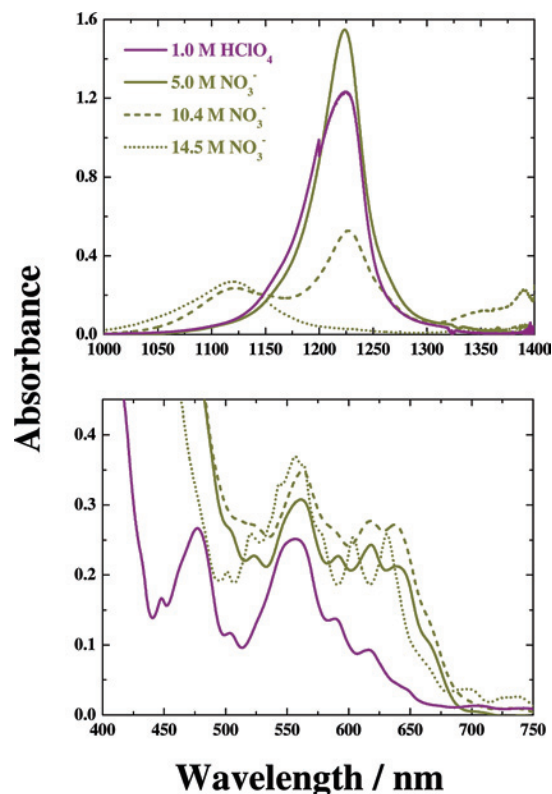 1.6
1.0 M HClO₄
5.0 M NO₃⁻
1.2
10.4 M NO₃⁻
14.5 M NO₃⁻
0.8
0.4
0.0
1000 1050 1100 1150 1200 1250 1300 1350 1400
Absorbance
0.4
0.3
0.2
0.1
0.0
400 450 500 550 600 650 700 750
Wavelength / nm